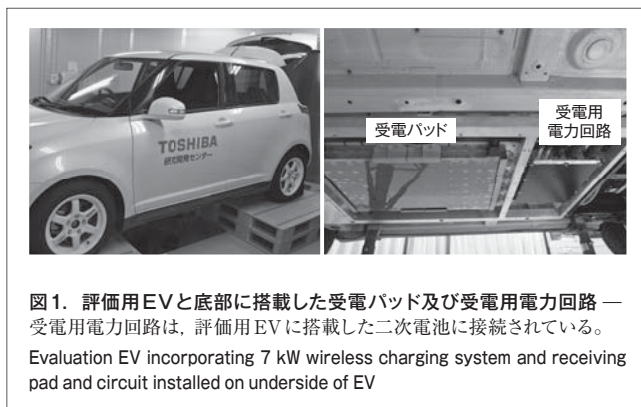 TOSHIBA
研究開発センター
受電パッド
受電用
電力回路
図1. 評価用EVと底部に搭載した受電パッド及び受電用電力回路 —
受電用電力回路は，評価用EVに搭載した二次電池に接続されている。
Evaluation EV incorporating 7 kW wireless charging system and receiving
pad and circuit installed on underside of EV